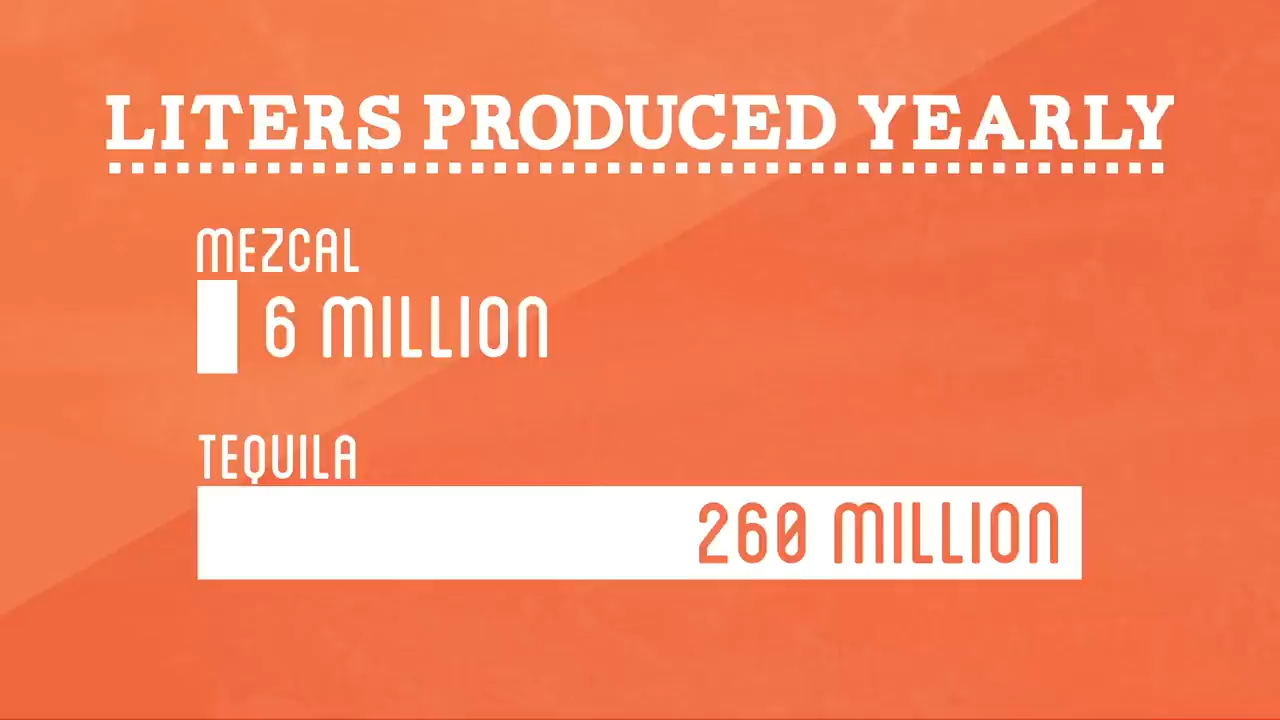 LITERS PRODUCED YEARLY
MEZCAL
6 MILLION
TEQUILA
260 MILLION